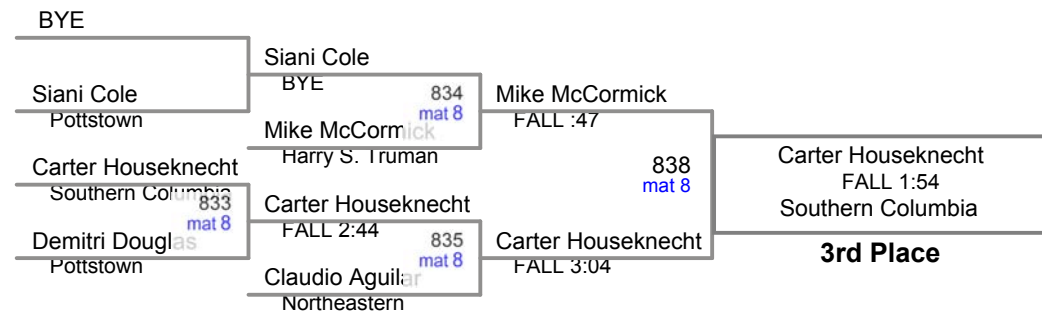 BYE
Siani Cole
Pottstown
Carter Houseknecht
Southern Columbia
833
mat 8
Demitri Douglas
Pottstown
Siani Cole
BYE
834
mat 8
Mike McCormick
Harry S. Truman
Carter Houseknecht
FALL 2:44
835
mat 8
Claudio Aguilar
Northeastern
Mike McCormick
FALL :47
838
mat 8
Carter Houseknecht
FALL 3:04
Carter Houseknecht
FALL 1:54
Southern Columbia
3rd Place